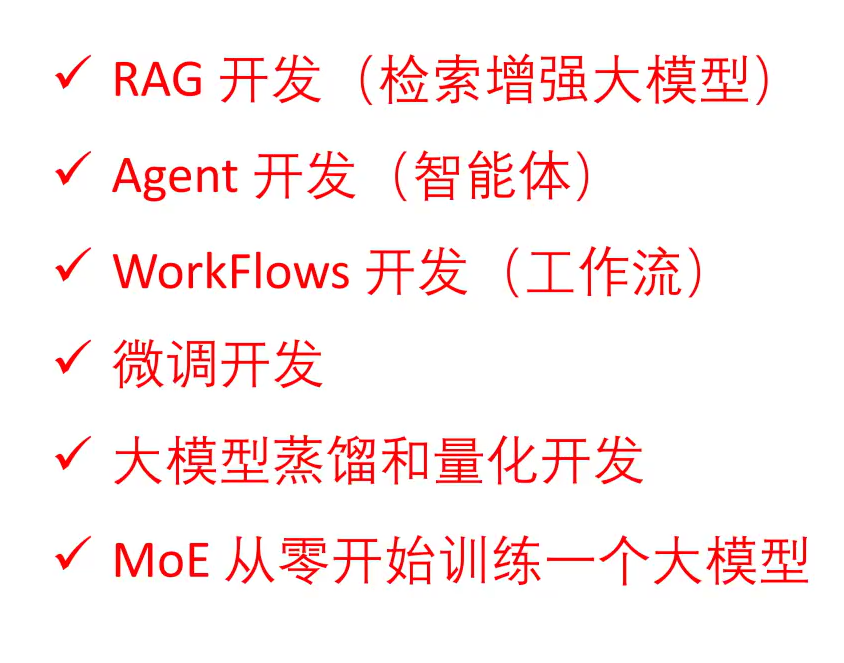 ✓ RAG 开发（检索增强大模型）
✓ Agent 开发（智能体）
✓ WorkFlows 开发（工作流）
✓ 微调开发
✓ 大模型蒸馏和量化开发
✓ MoE 从零开始训练一个大模型